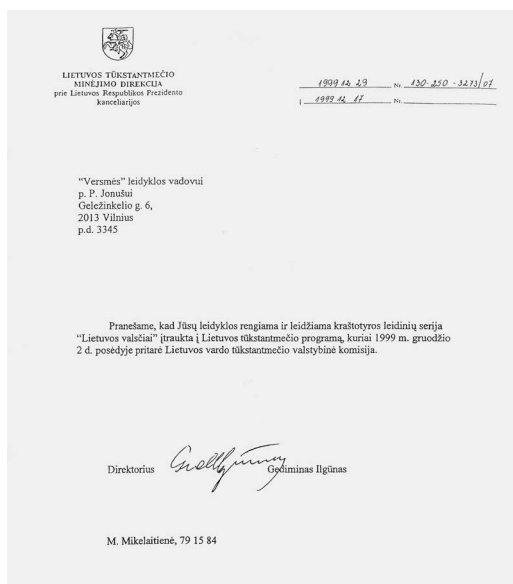 LIETUVOS TŪKSTANTMEČIO
MINĖJIMO DIREKCIJA
prie Lietuvos Respublikos Prezidento
kanceliarijos
1999 12 29 Nr. 130-250-3273/07
Į 1999 12 17 Nr.
"Versmės" leidyklos vadovui
p. P. Jonušui
Geležinkelio g. 6,
2013 Vilnius
p.d. 3345
Pranešame, kad Jūsų leidyklos rengiama ir leidžiama kraštotyros leidinių serija
"Lietuvos valsčiai" įtraukta į Lietuvos tūkstantmečio programą, kuriai 1999 m. gruodžio
2 d. posėdyje pritarė Lietuvos vardo tūkstantmečio valstybinė komisija.
Direktorius Gediminas Ilgūnas
M. Mikelaitienė, 79 15 84